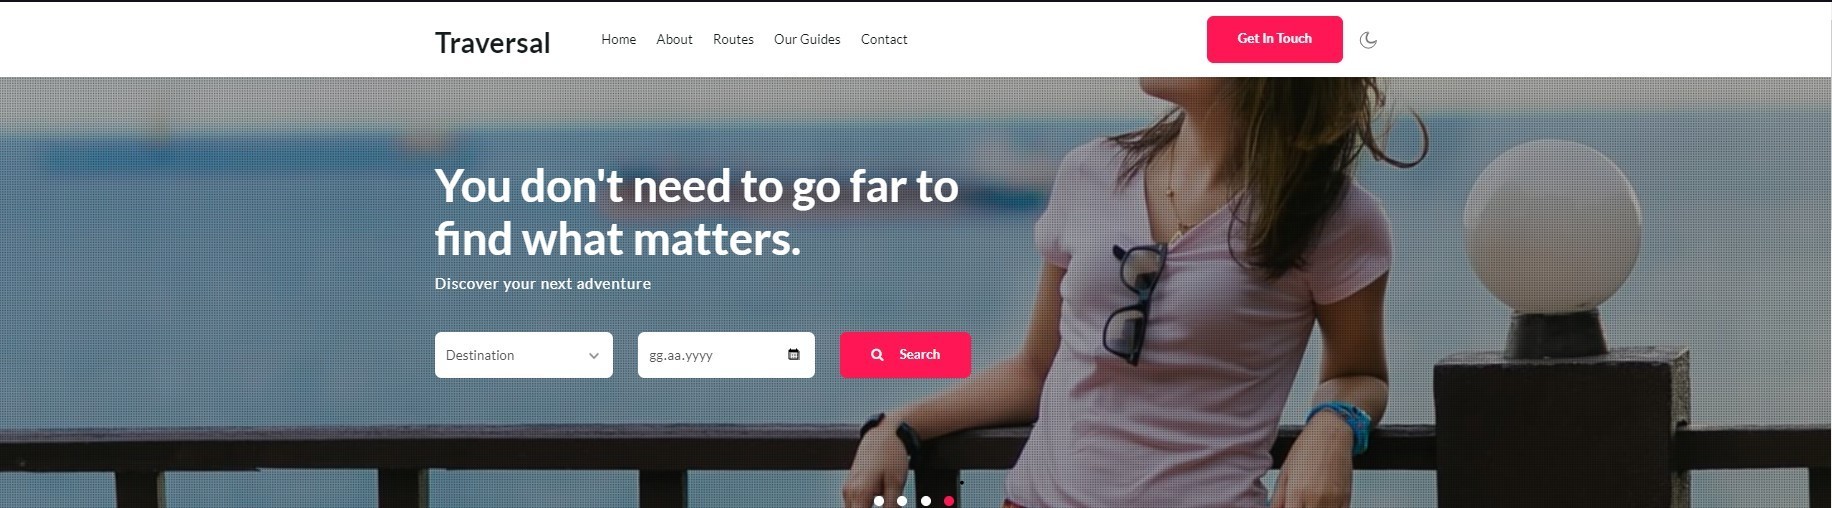 Traversal
Home About Routes Our Guides Contact
Get In Touch
You don't need to go far to
find what matters.
Discover your next adventure
Destination
gg.aa.yyyy
Search